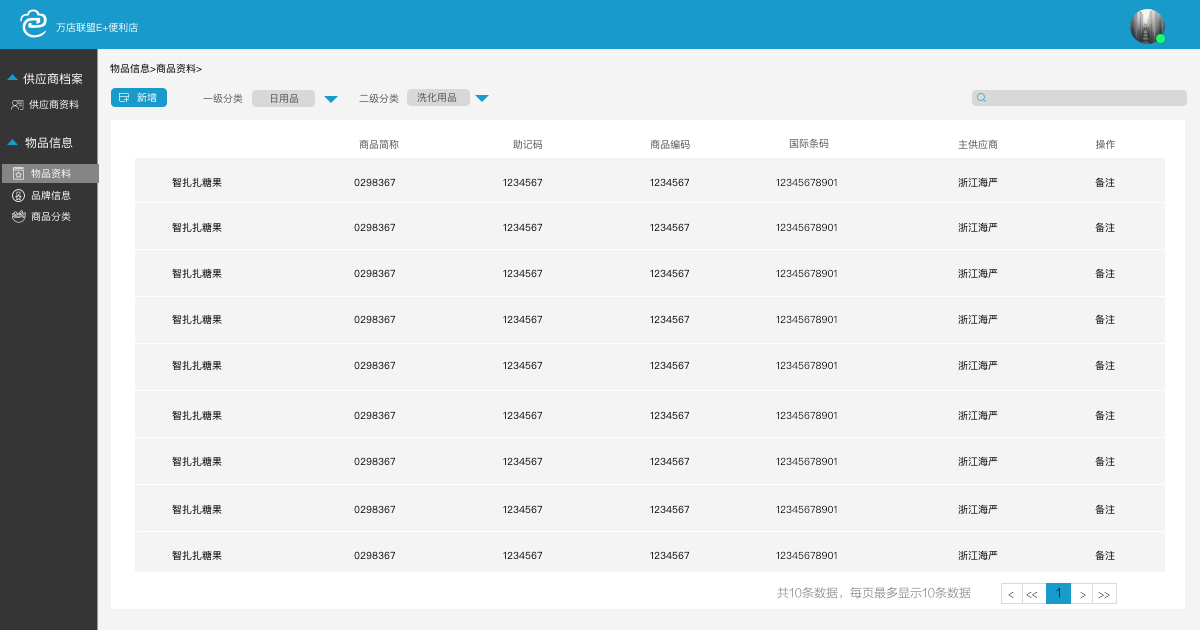 万店联盟E+便利店
供应商档案
供应商资料
物品信息
物品资料
品牌信息
商品分类
物品信息>商品资料>
新增 一级分类 日用品 二级分类 洗化用品
商品简称 助记码 商品编码 国际条码 主供应商 操作
智扎扎糖果 0298367 1234567 1234567 12345678901 浙江海严 备注
智扎扎糖果 0298367 1234567 1234567 12345678901 浙江海严 备注
智扎扎糖果 0298367 1234567 1234567 12345678901 浙江海严 备注
智扎扎糖果 0298367 1234567 1234567 12345678901 浙江海严 备注
智扎扎糖果 0298367 1234567 1234567 12345678901 浙江海严 备注
智扎扎糖果 0298367 1234567 1234567 12345678901 浙江海严 备注
智扎扎糖果 0298367 1234567 1234567 12345678901 浙江海严 备注
智扎扎糖果 0298367 1234567 1234567 12345678901 浙江海严 备注
智扎扎糖果 0298367 1234567 1234567 12345678901 浙江海严 备注
共10条数据，每页最多显示10条数据 < << 1 > >>